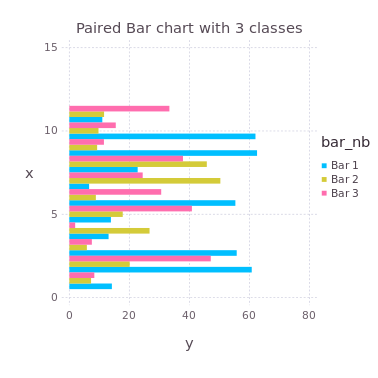 Paired Bar chart with 3 classes
15
10
5
0
x
0 20 40 60 80
y
bar_nb
Bar 1
Bar 2
Bar 3